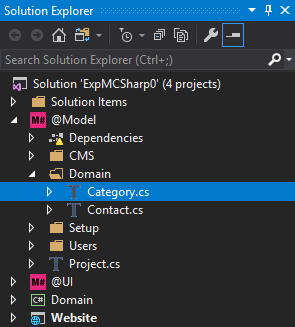 Solution Explorer
Search Solution Explorer (Ctrl+;)
Solution 'ExpMCSharp0' (4 projects)
Solution Items
M# @Model
Dependencies
CMS
Domain
Category.cs
Contact.cs
Setup
Users
Project.cs
M# @UI
C# Domain
Website